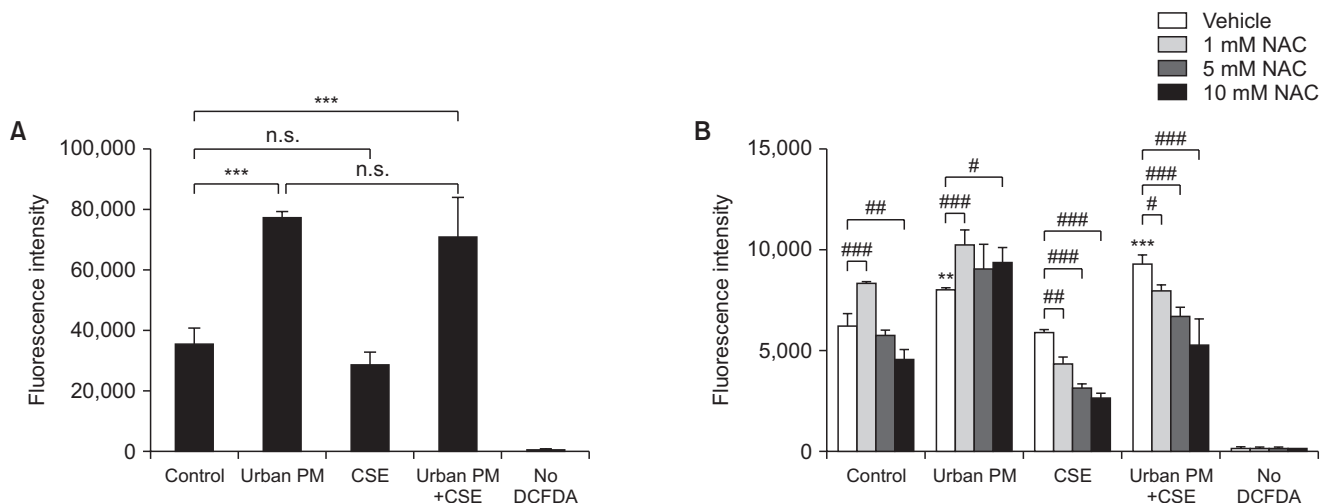 Vehicle
1 mM NAC
5 mM NAC
10 mM NAC
A
Fluorescence intensity
100,000
80,000
60,000
40,000
20,000
0
***
n.s.
***
n.s.
Control
Urban PM
CSE
Urban PM
+CSE
No
DCFDA
B
Fluorescence intensity
15,000
10,000
5,000
0
##
###
#
###
**
###
###
##
###
###
#
***
Control
Urban PM
CSE
Urban PM
+CSE
No
DCFDA